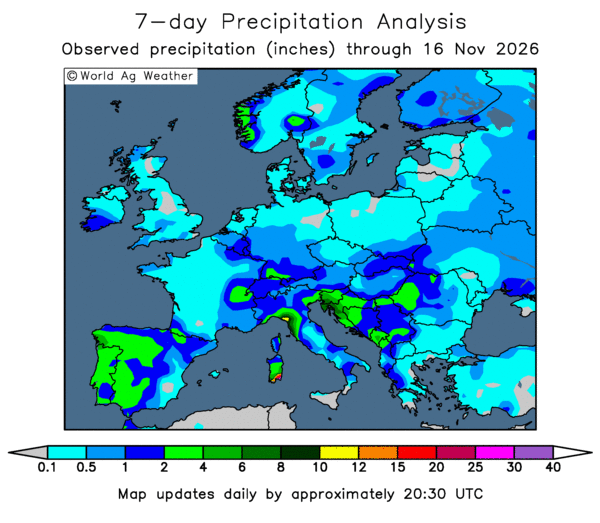 7-day Precipitation Analysis
Observed precipitation (inches) through 16 Nov 2026
© World Ag Weather
0.1 0.5 1 2 4 6 8 10 12 15 20 25 30 40
Map updates daily by approximately 20:30 UTC